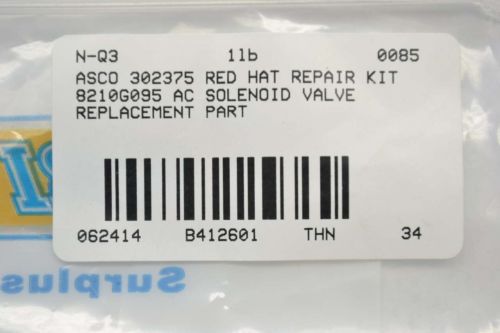 N-Q3 1lb 0085
ASCO 302375 RED HAT REPAIR KIT
8210G095 AC SOLENOID VALVE
REPLACEMENT PART
062414 B412601 THN 34
Surplus